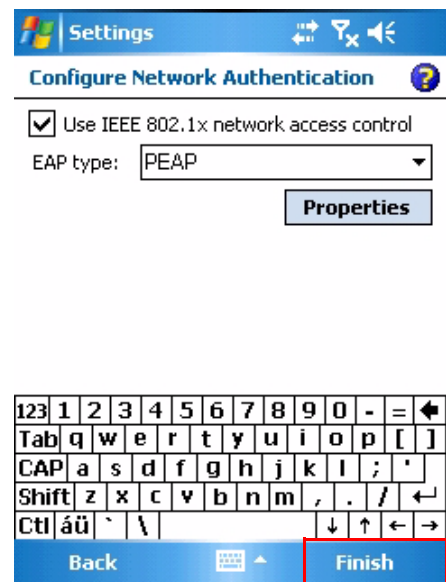 Settings
Configure Network Authentication ?
Use IEEE 802.1x network access control
EAP type: PEAP
Properties
123 1 2 3 4 5 6 7 8 9 0 - =
Tab q w e r t y u i o p [ ]
CAP a s d f g h j k l ; '
Shift z x c v b n m , . /
Ctl áü ` \
Back Finish